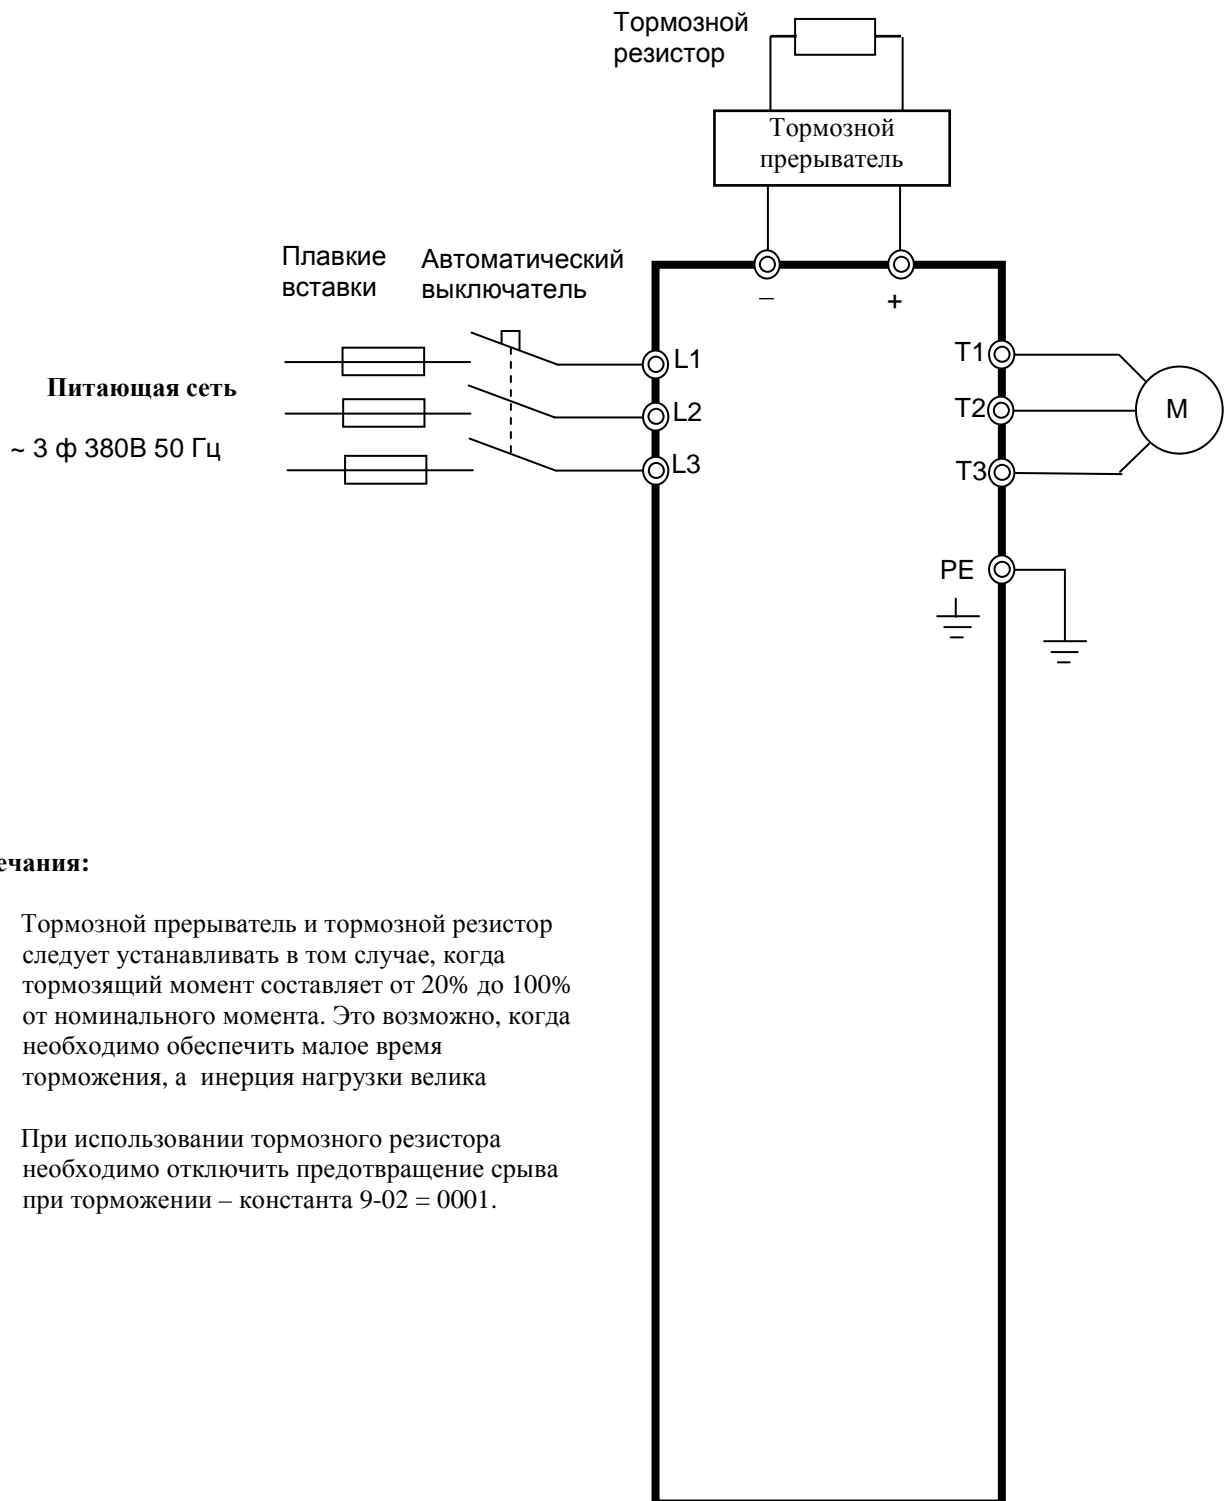 Тормозной
резистор
Тормозной
прерыватель
Плавкие
вставки
Автоматический
выключатель
– +
L1
T1
Питающая сеть
L2
T2
M
~ 3 ф 380В 50 Гц
L3
T3
PE
ечания:
Тормозной прерыватель и тормозной резистор
следует устанавливать в том случае, когда
тормозящий момент составляет от 20% до 100%
от номинального момента. Это возможно, когда
необходимо обеспечить малое время
торможения, а инерция нагрузки велика
При использовании тормозного резистора
необходимо отключить предотвращение срыва
при торможении – константа 9-02 = 0001.